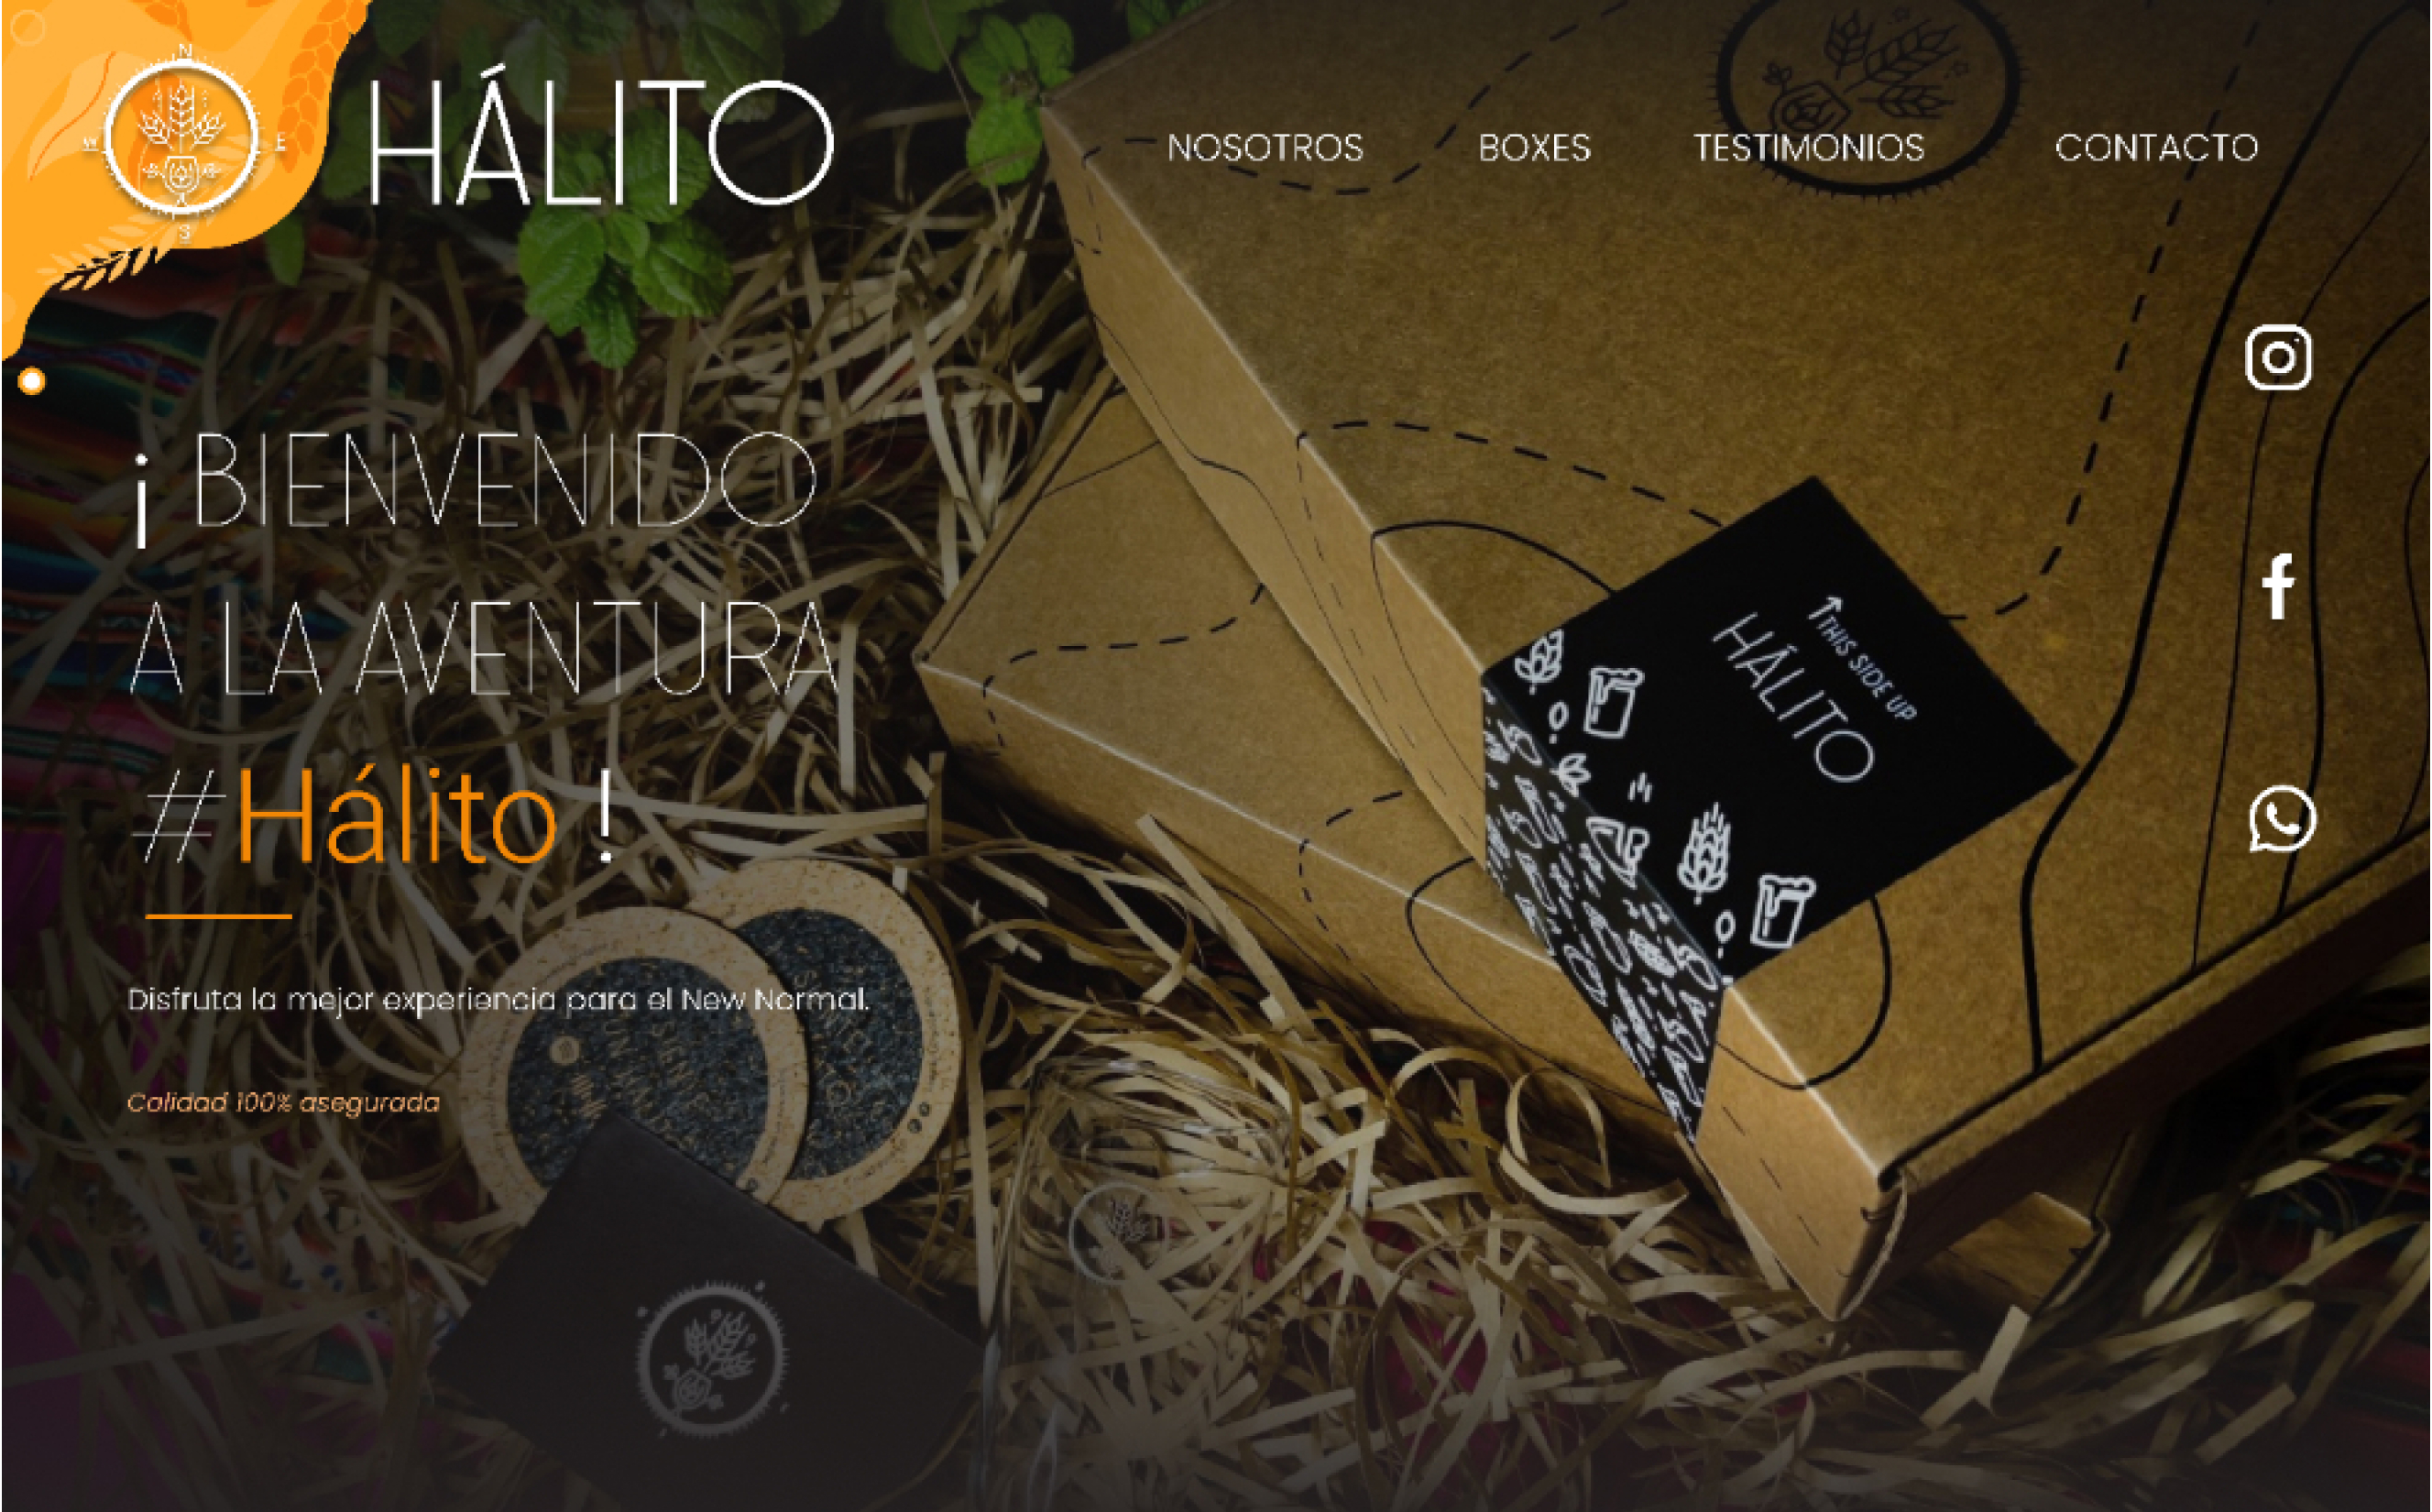 N
W E
S
HÁLITO
NOSOTROS BOXES TESTIMONIOS CONTACTO
¡ BIENVENIDO
A LA AVENTURA
#Hálito !
Disfruta la mejor experiencia para el New Normal.
Calidad 100% asegurada
THIS SIDE UP
HÁLITO